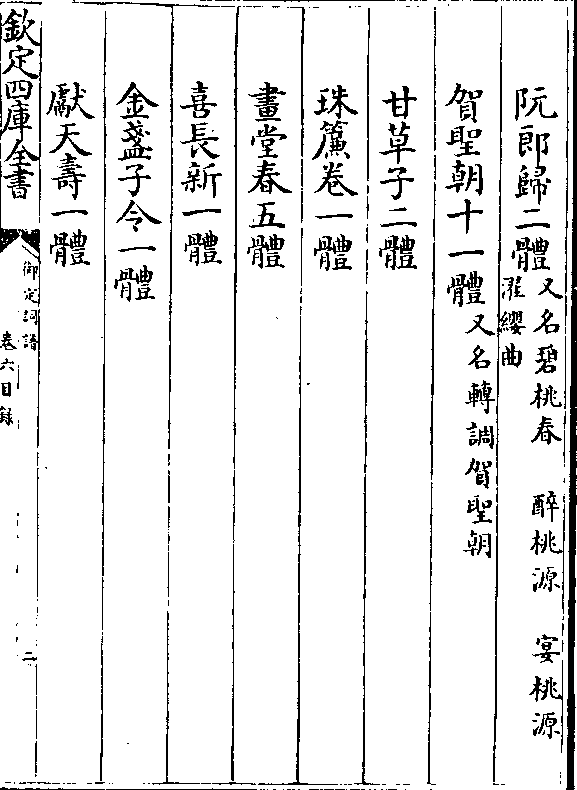 阮郎歸二體又名碧桃春 醉桃源 宴桃源
濯纓曲
賀聖朝十一體又名轉調賀聖朝
甘草子二體
珠簾卷一體
畫堂春五體
喜長新一體
金盞子令一體
獻天壽一體
欽定四庫全書
御定詞譜
卷六目錄
二